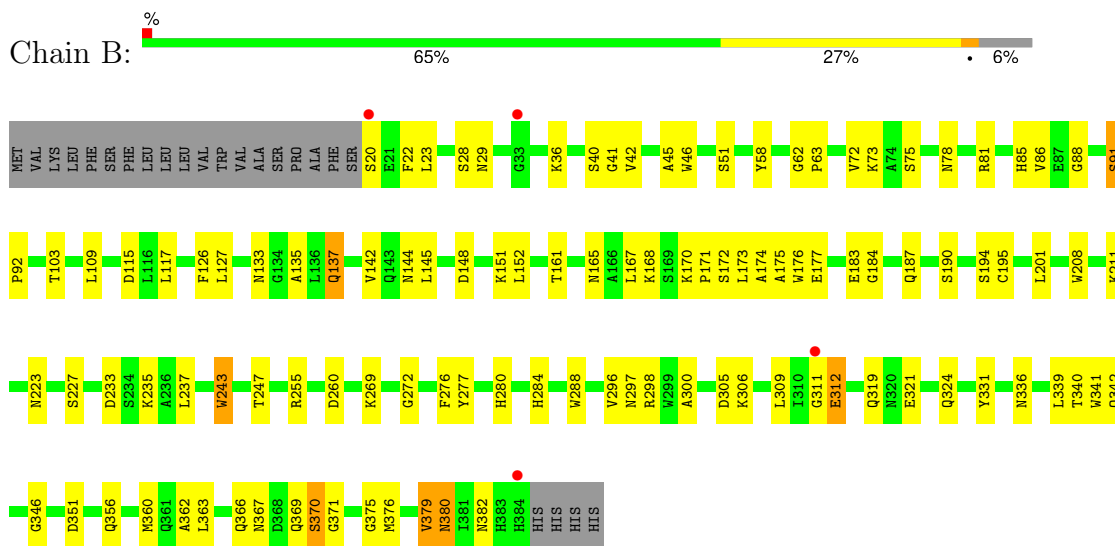 %
Chain B:
65% 27% • 6%
MET VAL LYS LEU PHE SER PHE LEU LEU LEU VAL TRP VAL ALA SER PRO ALA PHE SER S20 E21 F22 L23 S28 N29 G33 K36 S40 G41 V42 A45 W46 S51 Y58 G62 P63 V72 K73 A74 S75 N78 R81 H85 V86 E87 G88 S91
P92 T103 L109 D115 L116 L117 F126 L127 N133 G134 A135 L136 Q137 V142 Q143 N144 L145 D148 K151 L152 T161 N165 A166 L167 K168 S169 K170 P171 S172 L173 A174 A175 W176 E177 E183 G184 Q187 S190 S194 C195 L201 W208 K211
N223 S227 D233 S234 K235 A236 L237 W243 T247 R255 D260 K269 G272 F276 Y277 H280 H284 W288 V296 N297 R298 W299 A300 D305 K306 L309 I310 G311 E312 Q319 N320 E321 Q324 Y331 N336 L339 T340 W341 Q342
G346 D351 Q356 M360 Q361 A362 L363 Q366 N367 D368 Q369 S370 G371 G375 M376 V379 N380 I381 N382 H383 H384 HIS HIS HIS HIS